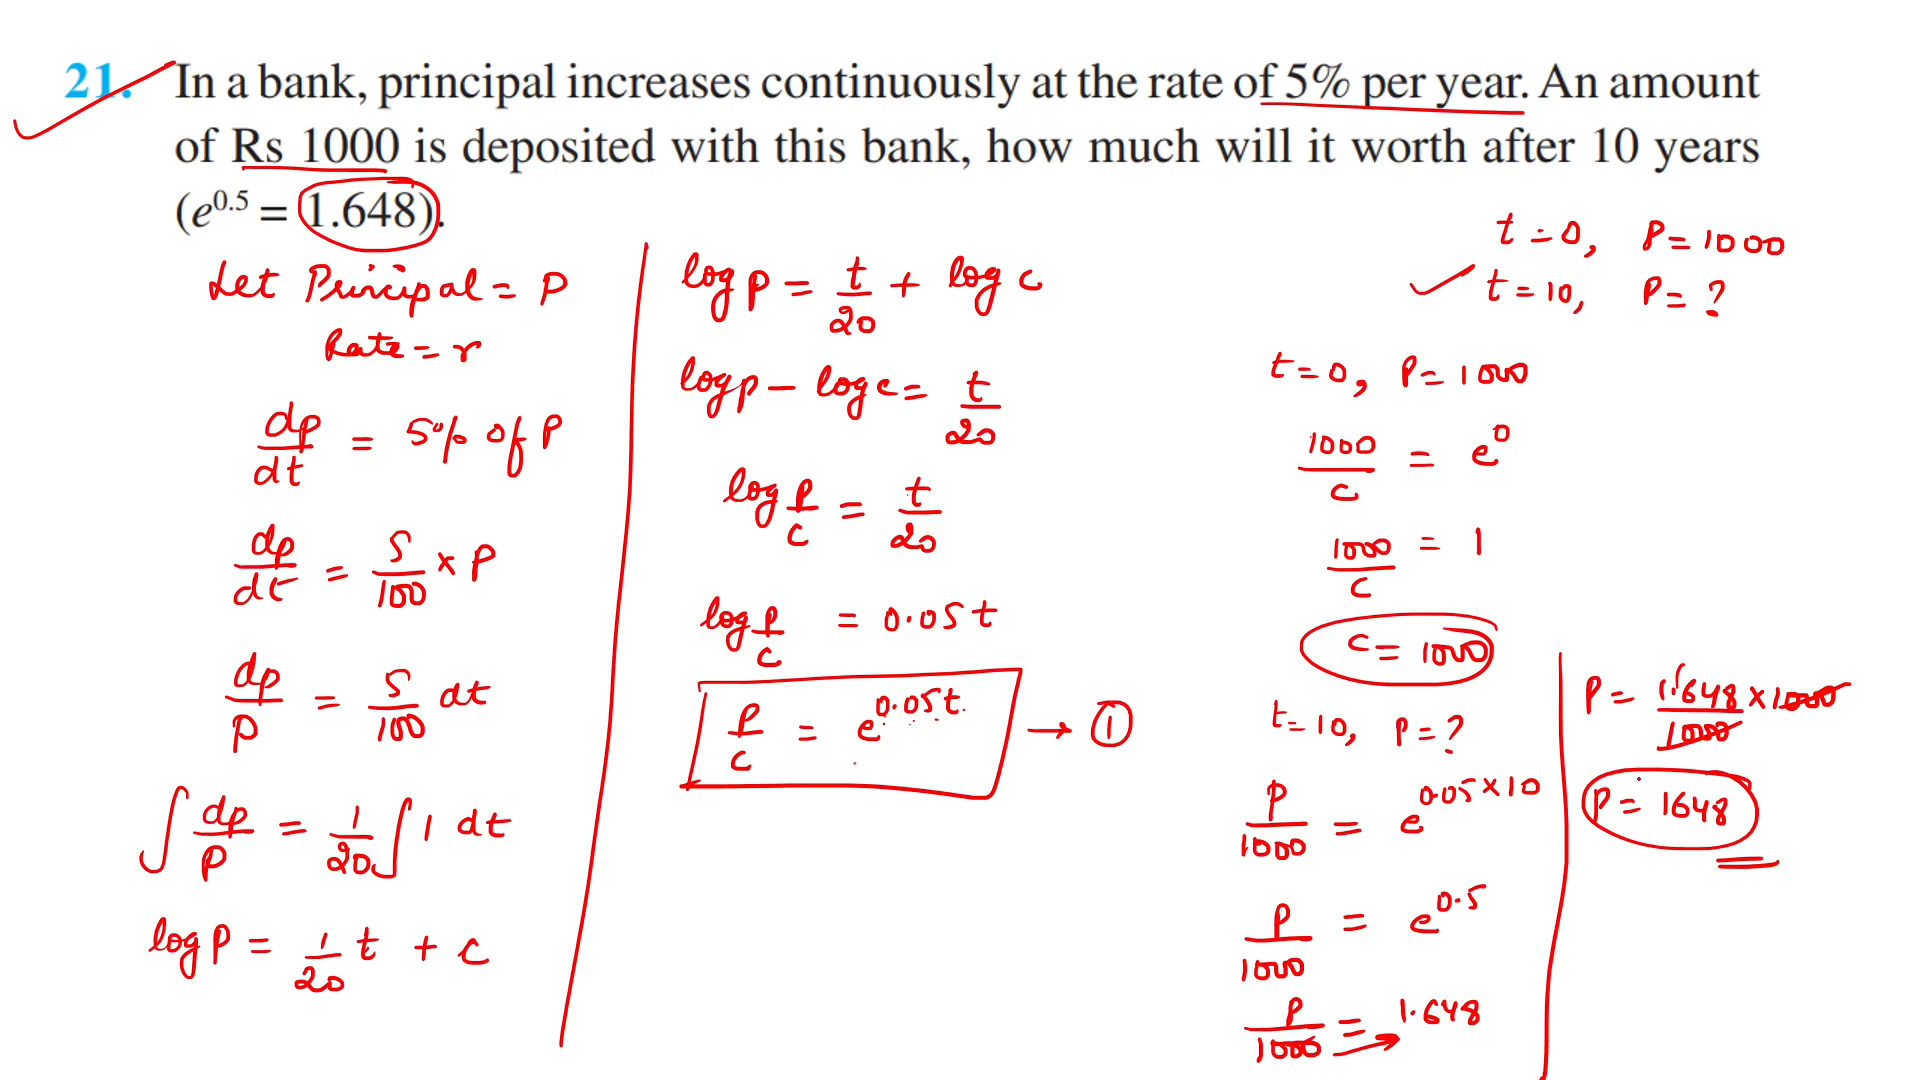 21. In a bank, principal increases continuously at the rate of 5% per year. An amount
of Rs 1000 is deposited with this bank, how much will it worth after 10 years
(e^0.5 = 1.648).
Let Principal = P
Rate = r
dp/dt = 5% of P
dp/dt = 5/100 × P
dp/P = 5/100 dt
∫ dp/P = 1/20 ∫ 1 dt
log P = 1/20 t + c
log P = t/20 + log c
log P − log c = t/20
log P/c = t/20
log P/c = 0.05t
P/c = e^0.05t → ①
t = 0, P = 1000
t = 10, P = ?
t = 0, P = 1000
1000/c = e^0
1000/c = 1
c = 1000
t = 10, P = ?
P/1000 = e^0.05×10
P/1000 = e^0.5
P/1000 = 1.648
P = 1.648 × 1000/1000
P = 1648